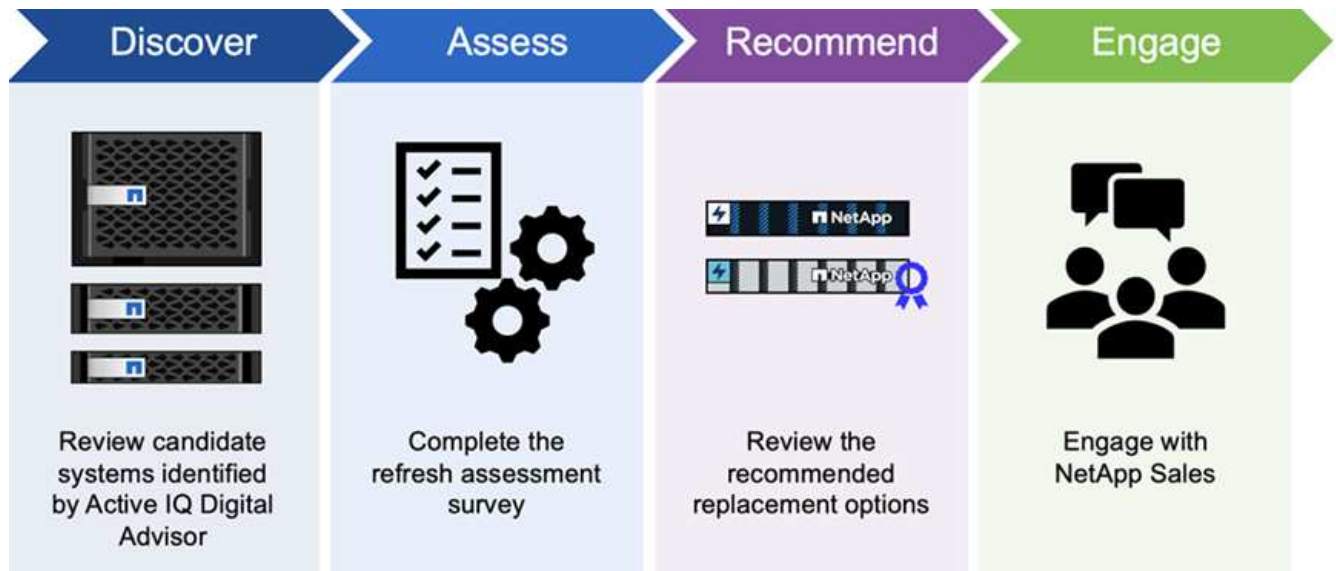 Discover
Assess
Recommend
Engage
NetApp
NetApp
Review candidate
systems identified
by Active IQ Digital
Advisor
Complete the
refresh assessment
survey
Review the
recommended
replacement options
Engage with
NetApp Sales